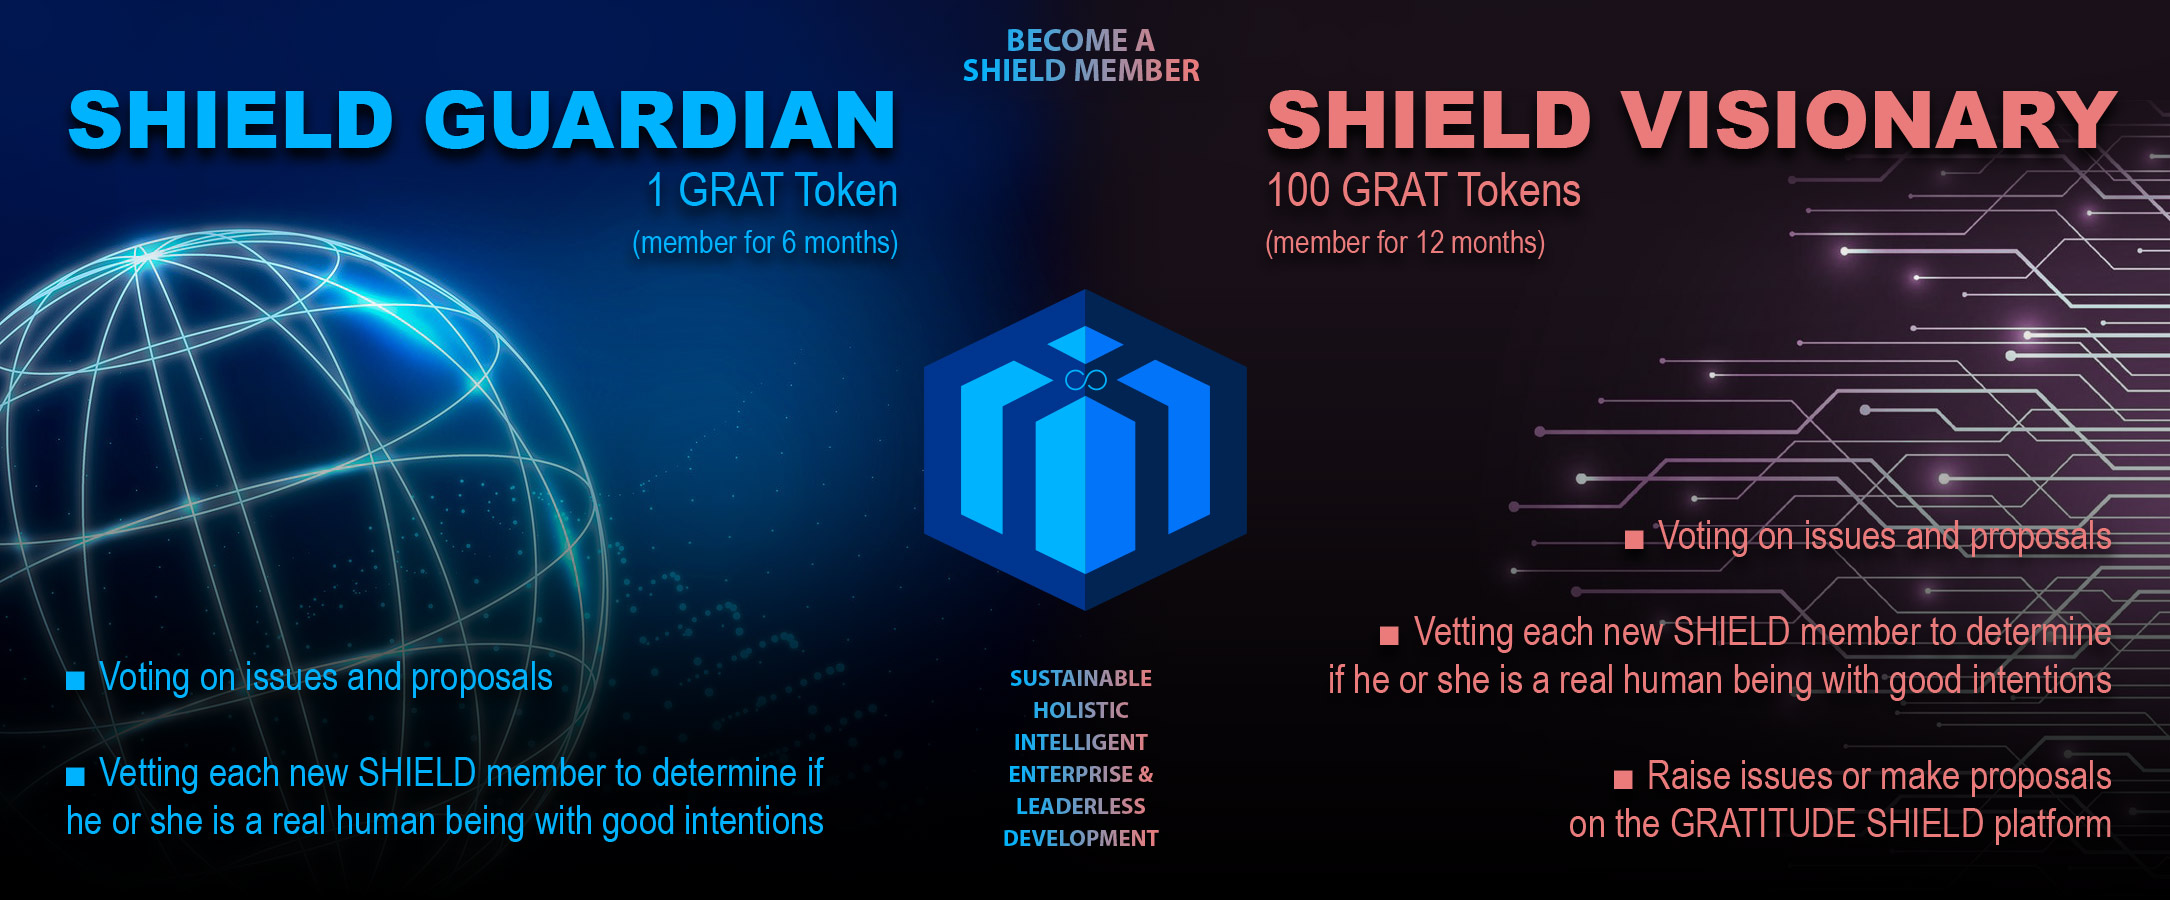 BECOME A
SHIELD MEMBER
SHIELD GUARDIAN
1 GRAT Token
(member for 6 months)
■ Voting on issues and proposals
■ Vetting each new SHIELD member to determine if
he or she is a real human being with good intentions
SUSTAINABLE
HOLISTIC
INTELLIGENT
ENTERPRISE &
LEADERLESS
DEVELOPMENT
SHIELD VISIONARY
100 GRAT Tokens
(member for 12 months)
■ Voting on issues and proposals
■ Vetting each new SHIELD member to determine
if he or she is a real human being with good intentions
■ Raise issues or make proposals
on the GRATITUDE SHIELD platform